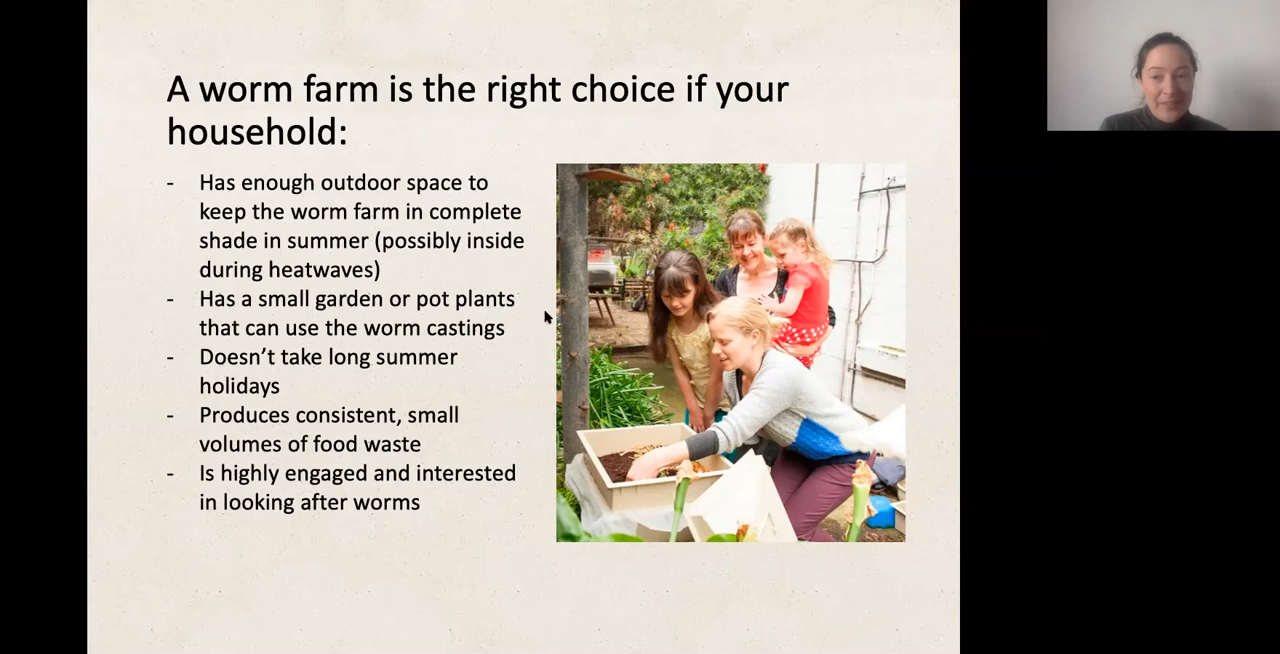 A worm farm is the right choice if your
household:
- Has enough outdoor space to
keep the worm farm in complete
shade in summer (possibly inside
during heatwaves)
- Has a small garden or pot plants
that can use the worm castings
- Doesn’t take long summer
holidays
- Produces consistent, small
volumes of food waste
- Is highly engaged and interested
in looking after worms